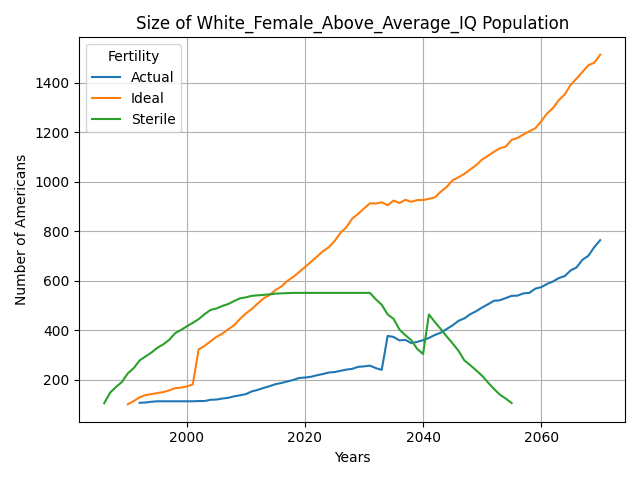 Size of White_Female_Above_Average_IQ Population
Fertility
Actual
Ideal
Sterile
Number of Americans
1400
1200
1000
800
600
400
200
2000
2020
2040
2060
Years